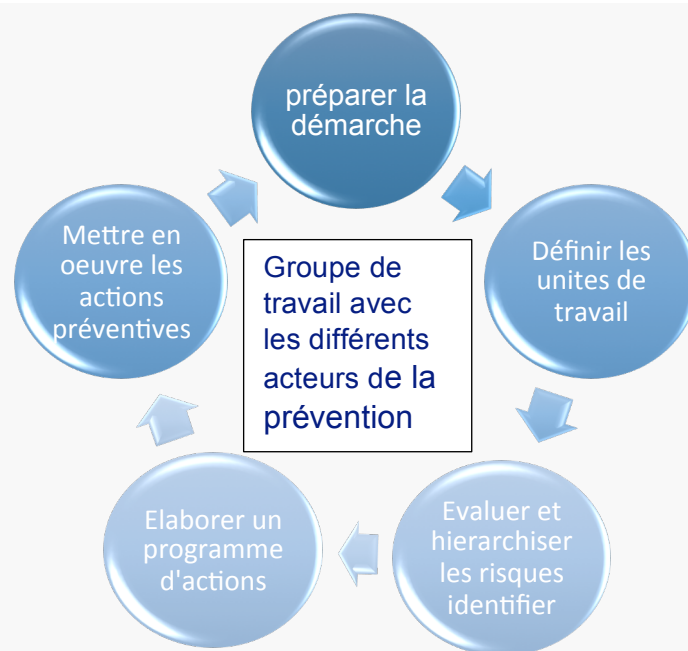 préparer la
démarche
Définir les
unites de
travail
Evaluer et
hierarchiser
les risques
identifier
Elaborer un
programme
d'actions
Mettre en
oeuvre les
actions
préventives
Groupe de
travail avec
les différents
acteurs de la
prévention